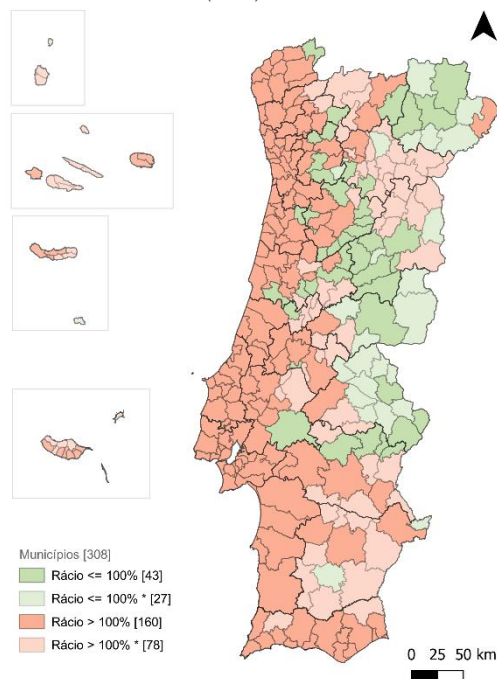 Municípios [308]
Rácio <= 100% [43]
Rácio <= 100% * [27]
Rácio > 100% [160]
Rácio > 100% * [78]
0 25 50 km